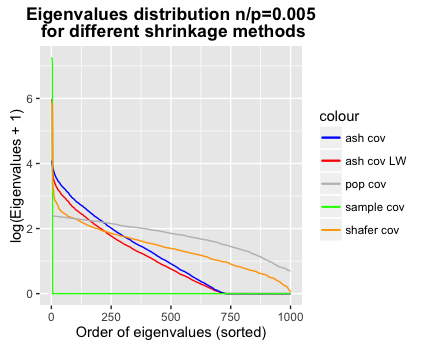 Eigenvalues distribution n/p=0.005
for different shrinkage methods
log(Eigenvalues + 1)
6
4
2
0
0
250
500
750
1000
Order of eigenvalues (sorted)
colour
ash cov
ash cov LW
pop cov
sample cov
shafer cov